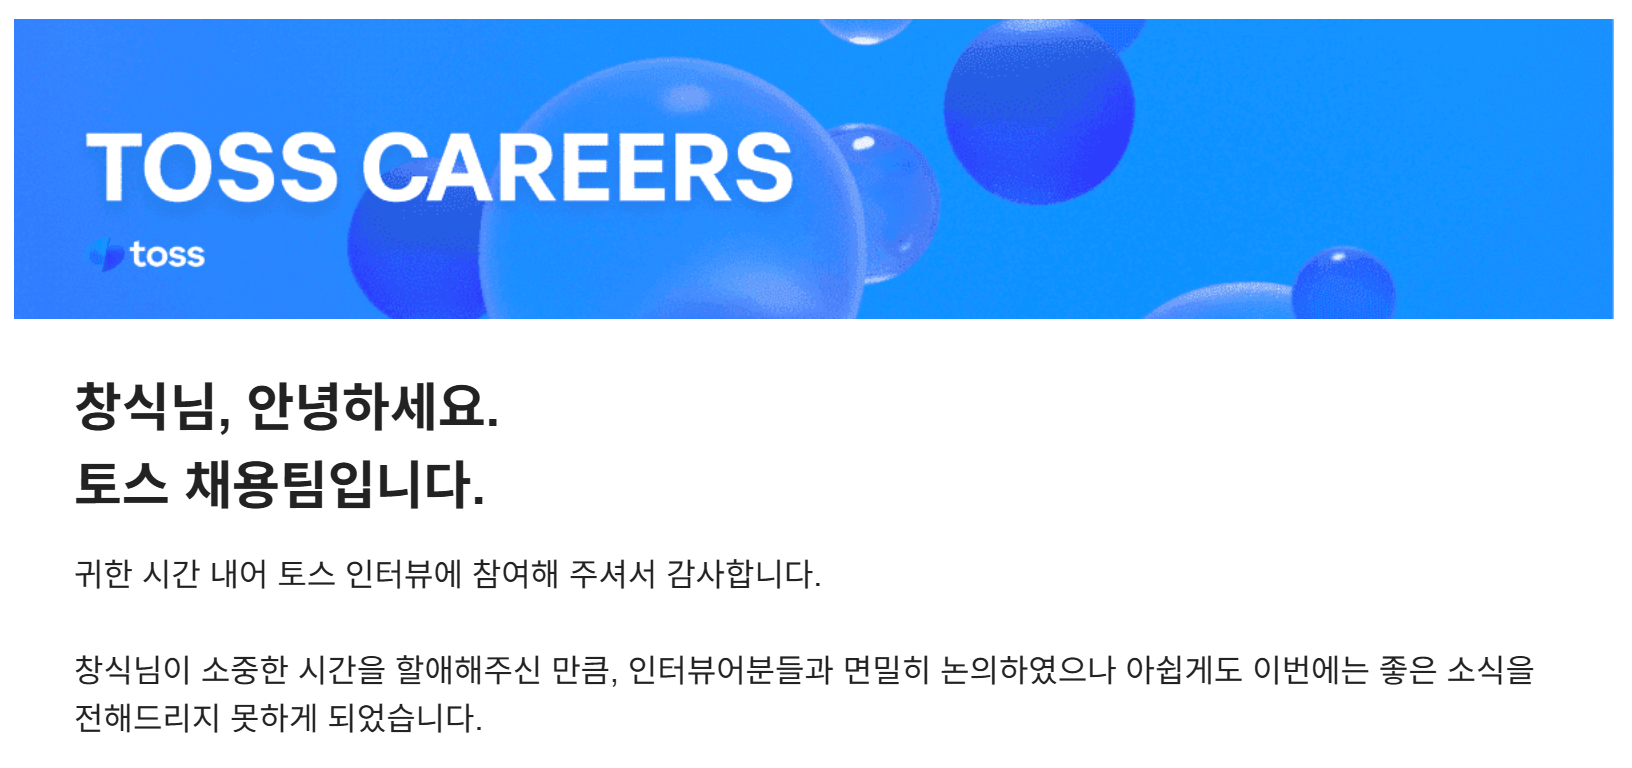 TOSS CAREERS
toss
창식님, 안녕하세요.
토스 채용팀입니다.
귀한 시간 내어 토스 인터뷰에 참여해 주셔서 감사합니다.
창식님이 소중한 시간을 할애해주신 만큼, 인터뷰어분들과 면밀히 논의하였으나 아쉽게도 이번에는 좋은 소식을
전해드리지 못하게 되었습니다.